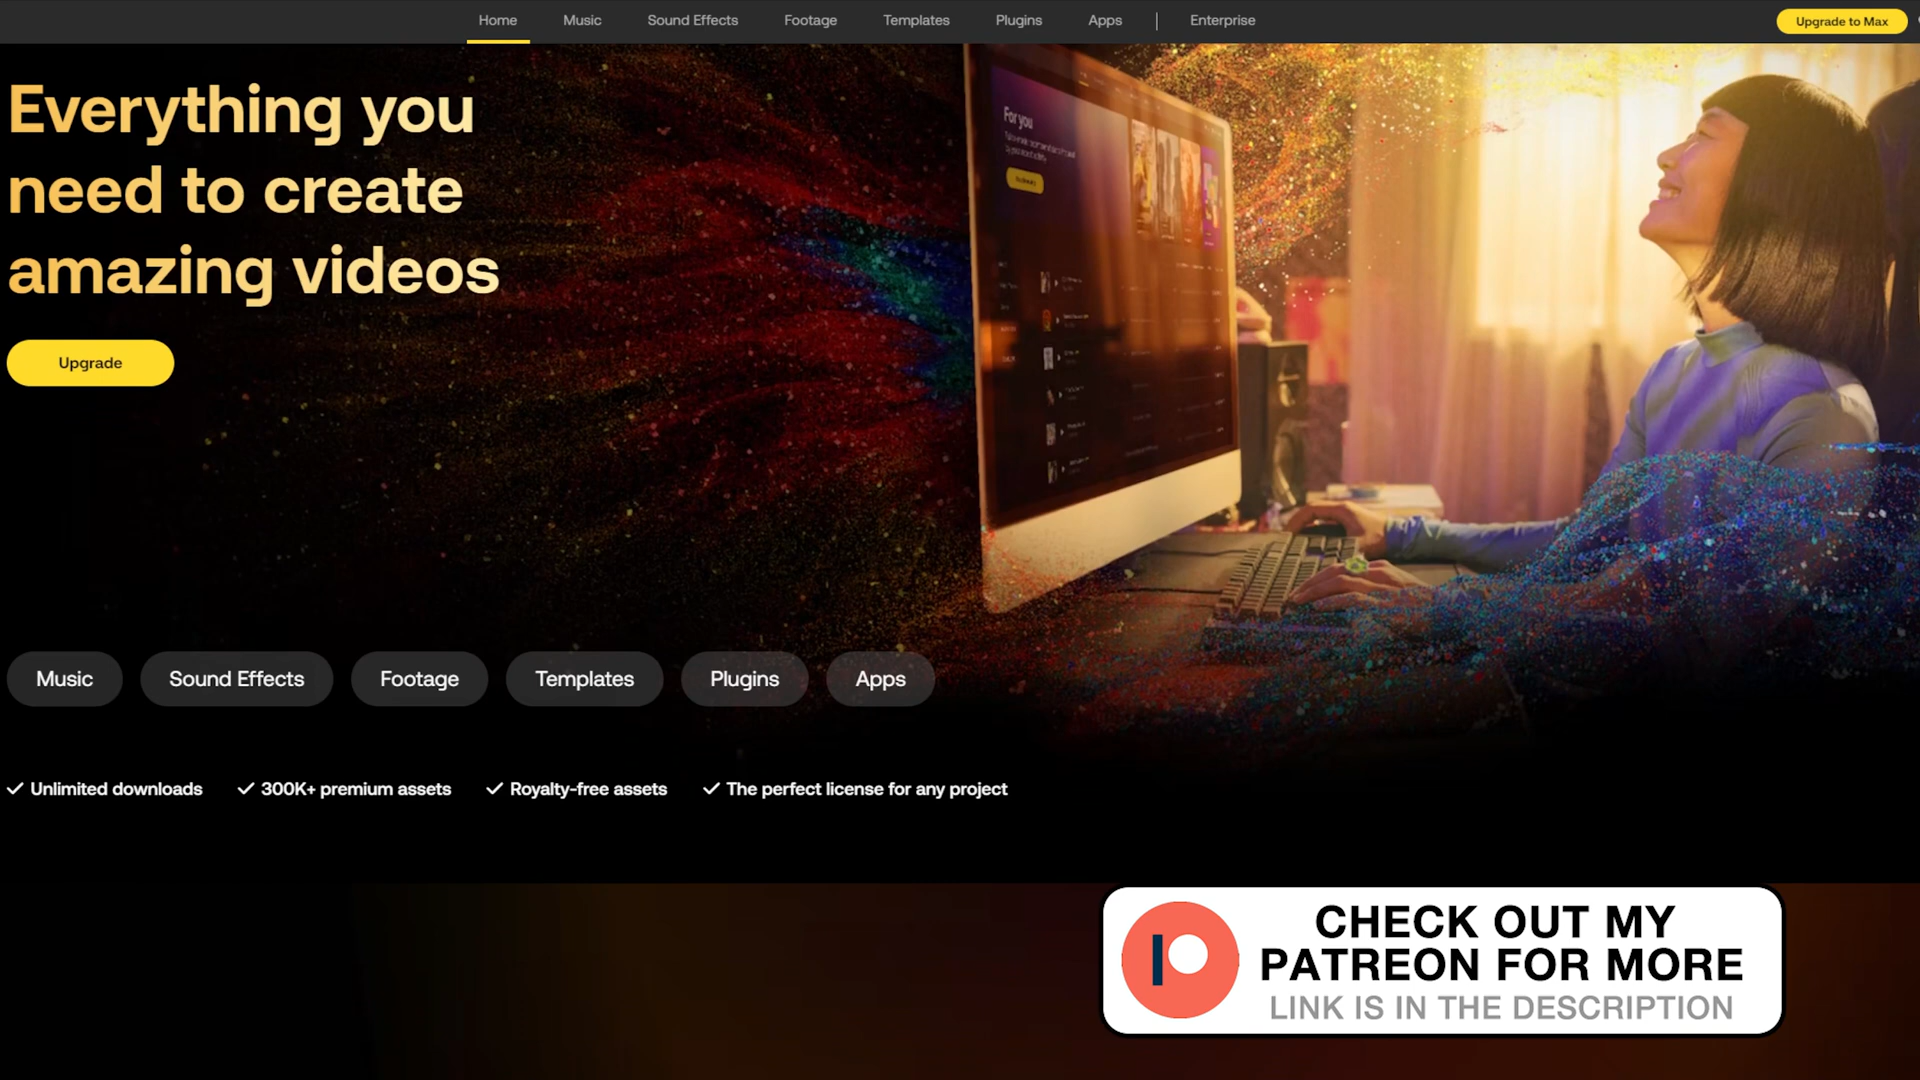 Home Music Sound Effects Footage Templates Plugins Apps Enterprise Upgrade to Max
Everything you
need to create
amazing videos
Upgrade
For you
Music Sound Effects Footage Templates Plugins Apps
Unlimited downloads 300K+ premium assets Royalty-free assets The perfect license for any project
CHECK OUT MY
PATREON FOR MORE
LINK IS IN THE DESCRIPTION